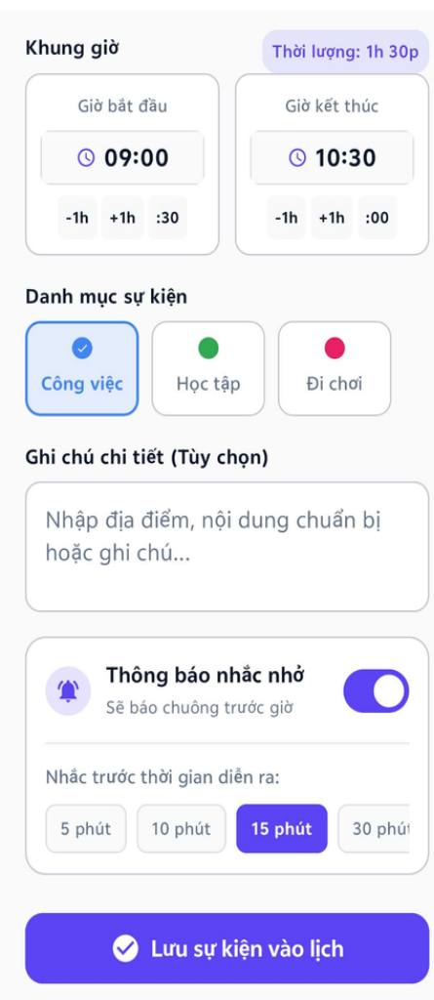 Khung giờ
Thời lượng: 1h 30p
Giờ bắt đầu
09:00
-1h +1h :30
Giờ kết thúc
10:30
-1h +1h :00
Danh mục sự kiện
Công việc
Học tập
Đi chơi
Ghi chú chi tiết (Tùy chọn)
Nhập địa điểm, nội dung chuẩn bị
hoặc ghi chú...
Thông báo nhắc nhở
Sẽ báo chuông trước giờ
Nhắc trước thời gian diễn ra:
5 phút 10 phút 15 phút 30 phú
Lưu sự kiện vào lịch